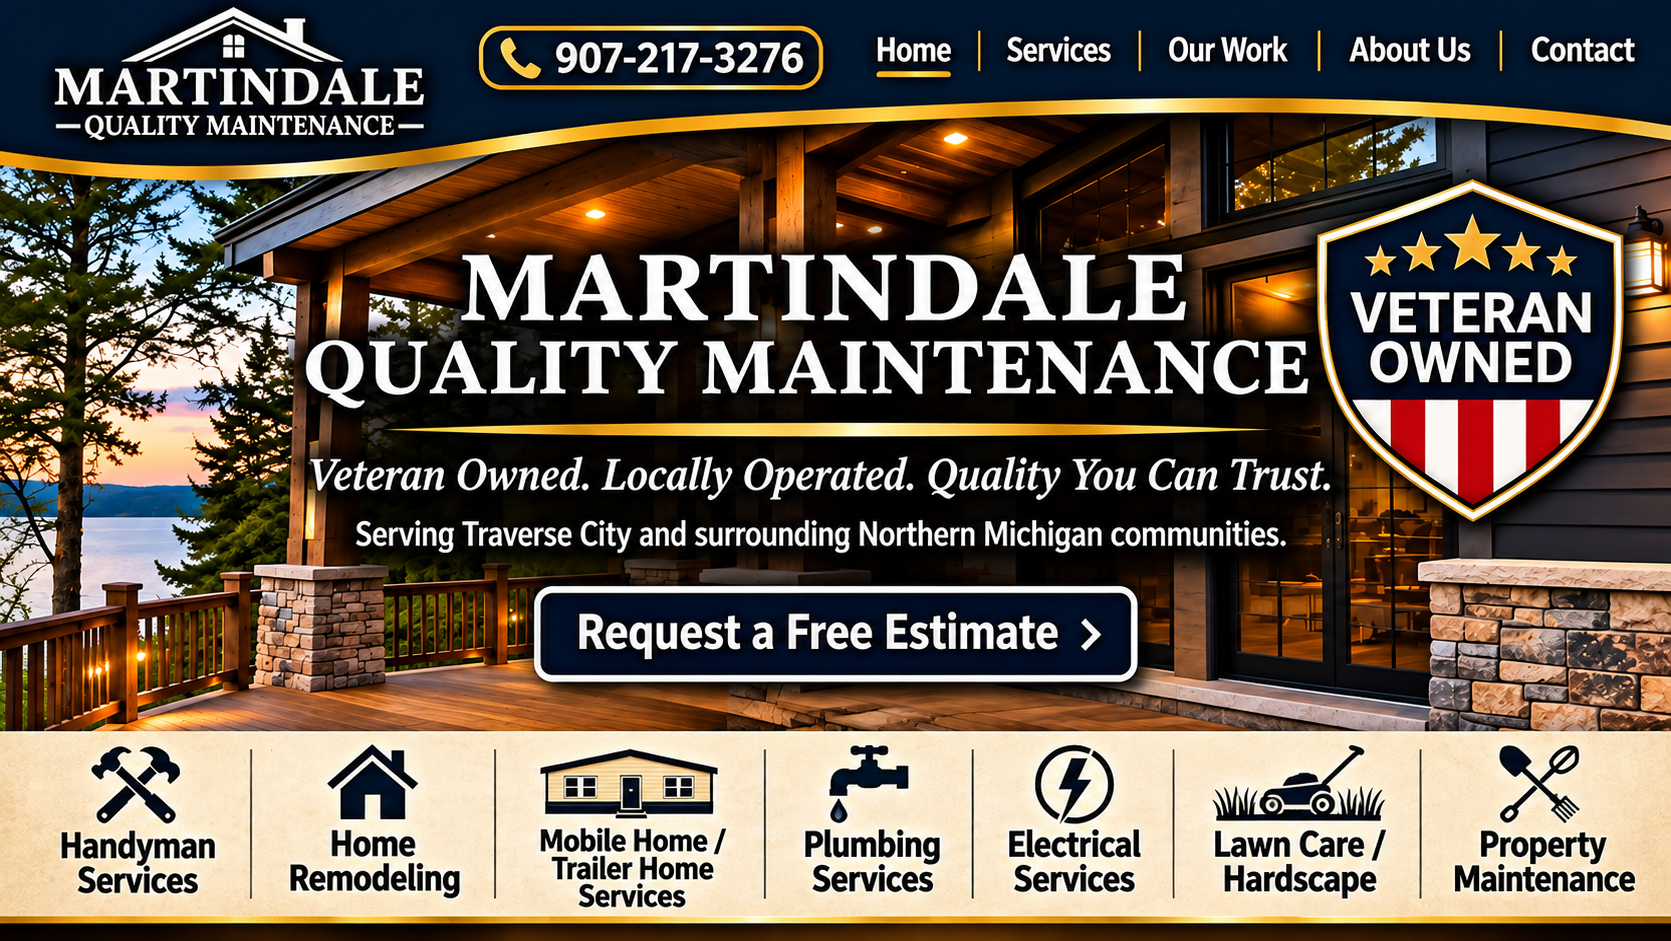 MARTINDALE
QUALITY MAINTENANCE
907-217-3276
Home
Services
Our Work
About Us
Contact
MARTINDALE
QUALITY MAINTENANCE
Veteran Owned. Locally Operated. Quality You Can Trust.
Serving Traverse City and surrounding Northern Michigan communities.
Request a Free Estimate
VETERAN
OWNED
Handyman
Services
Home
Remodeling
Mobile Home /
Trailer Home
Services
Plumbing
Services
Electrical
Services
Lawn Care /
Hardscape
Property
Maintenance